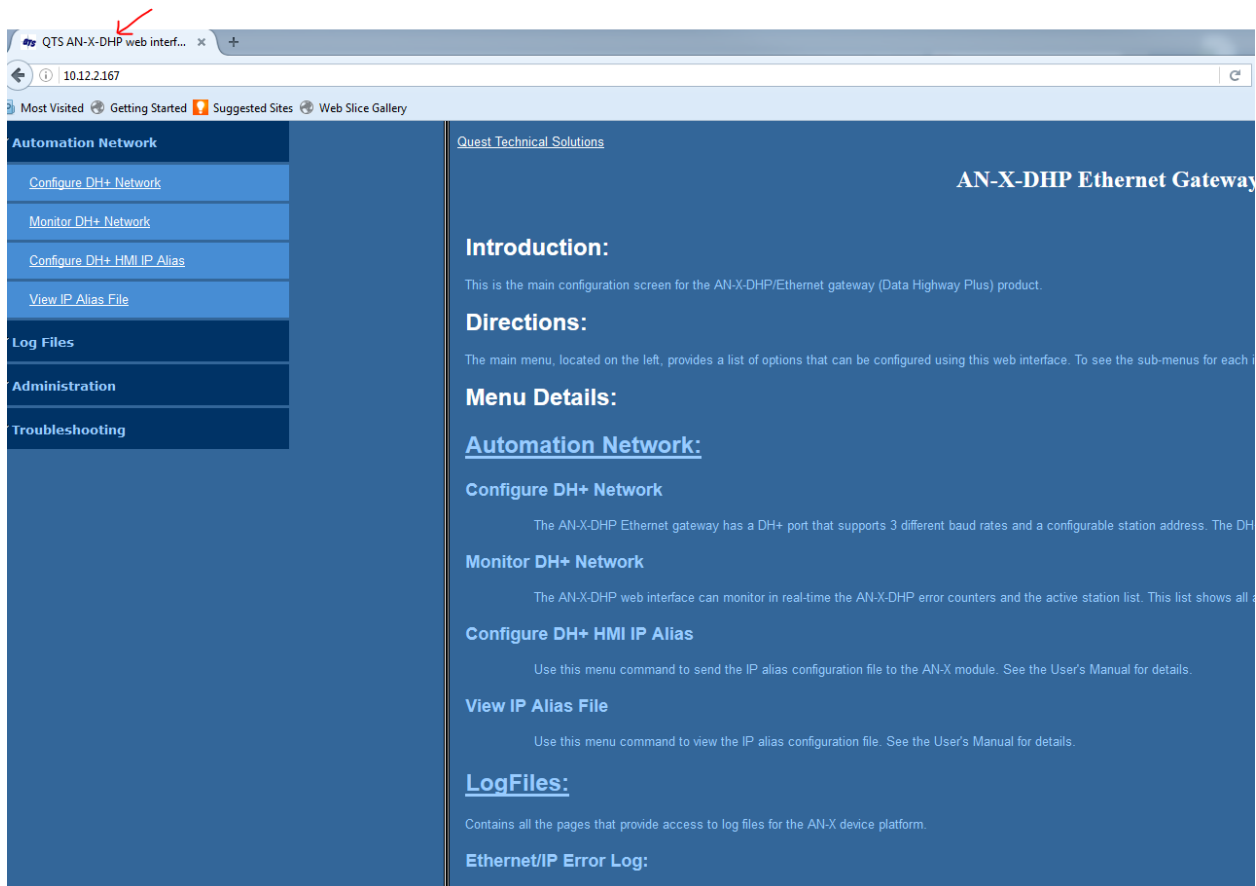 QTS AN-X-DHP web interf...
10.12.2.167
Most Visited Getting Started Suggested Sites Web Slice Gallery
Automation Network
Configure DH+ Network
Monitor DH+ Network
Configure DH+ HMI IP Alias
View IP Alias File
Log Files
Administration
Troubleshooting
Quest Technical Solutions
AN-X-DHP Ethernet Gateway
Introduction:
This is the main configuration screen for the AN-X-DHP/Ethernet gateway (Data Highway Plus) product.
Directions:
The main menu, located on the left, provides a list of options that can be configured using this web interface. To see the sub-menus for each
Menu Details:
Automation Network:
Configure DH+ Network
The AN-X-DHP Ethernet gateway has a DH+ port that supports 3 different baud rates and a configurable station address. The DH
Monitor DH+ Network
The AN-X-DHP web interface can monitor in real-time the AN-X-DHP error counters and the active station list. This list shows all
Configure DH+ HMI IP Alias
Use this menu command to send the IP alias configuration file to the AN-X module. See the User's Manual for details.
View IP Alias File
Use this menu command to view the IP alias configuration file. See the User's Manual for details.
LogFiles:
Contains all the pages that provide access to log files for the AN-X device platform.
Ethernet/IP Error Log: